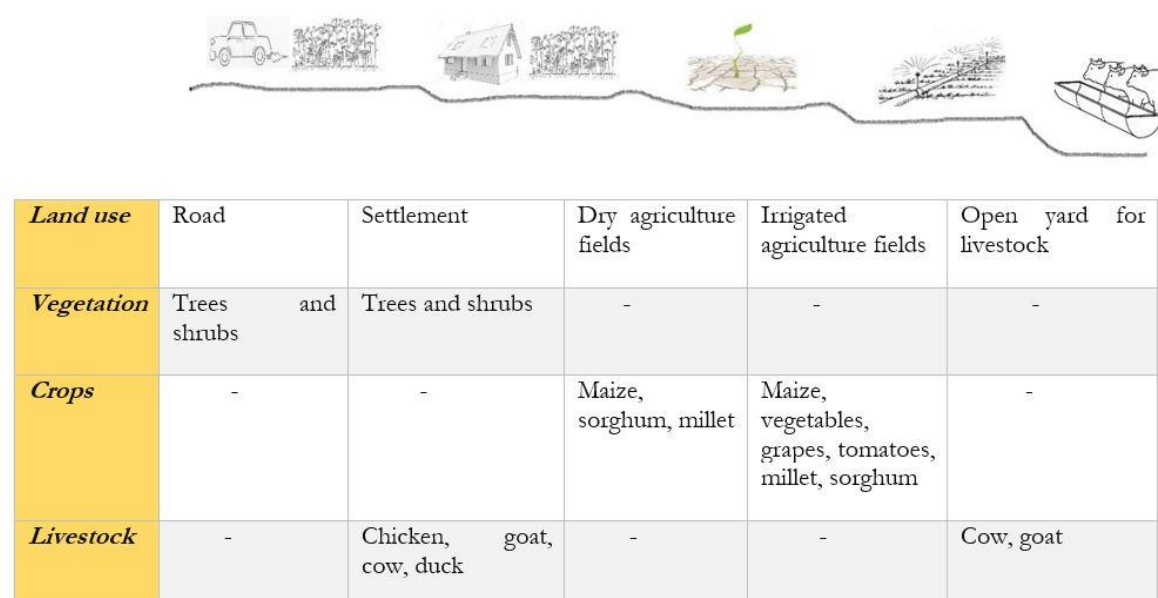 Land use
Road
Settlement
Dry agriculture
fields
Irrigated
agriculture fields
Open yard for
livestock
Vegetation
Trees and
shrubs
Trees and shrubs
-
-
-
Crops
-
-
Maize,
sorghum, millet
Maize,
vegetables,
grapes, tomatoes,
millet, sorghum
-
Livestock
-
Chicken, goat,
cow, duck
-
-
Cow, goat